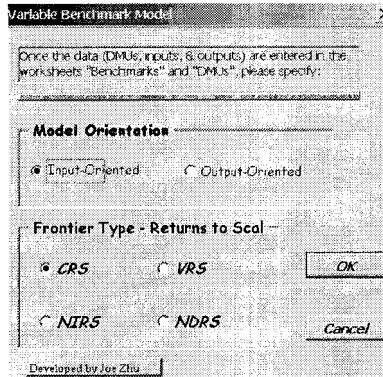 Variable Benchmark Model
Once the data (DMUs, inputs, & outputs) are entered in the
worksheets "Benchmarks" and "DMUs", please specify:
Model Orientation
Input-Oriented
Output-Oriented
Frontier Type - Returns to Scal
CRS
VRS
OK
NIRS
NDRS
Cancel
Developed by Joe Zhu